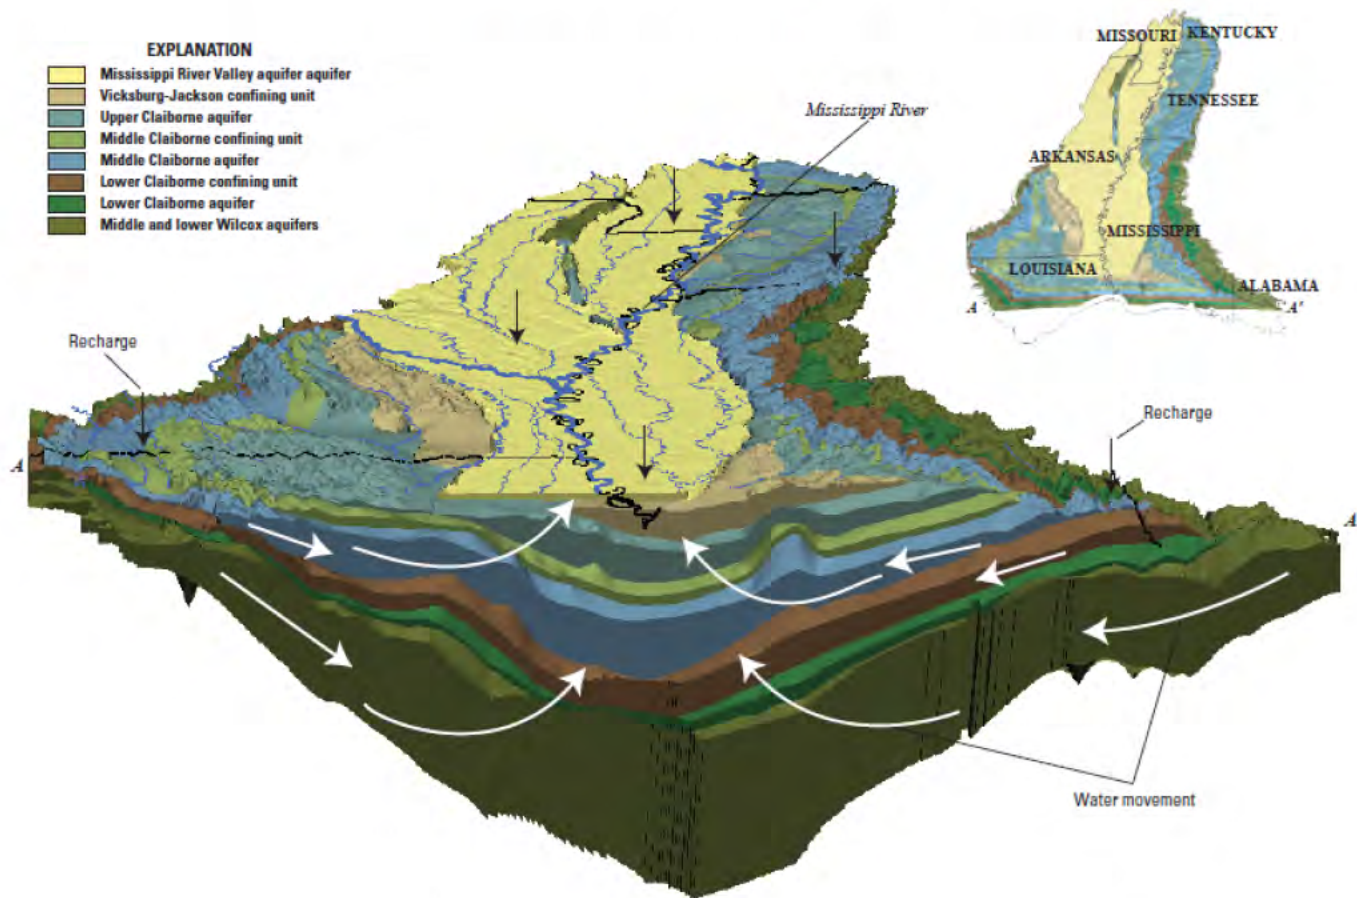 EXPLANATION
Mississippi River Valley aquifer aquifer
Vicksburg-Jackson confining unit
Upper Claiborne aquifer
Middle Claiborne confining unit
Middle Claiborne aquifer
Lower Claiborne confining unit
Lower Claiborne aquifer
Middle and lower Wilcox aquifers
Mississippi River
MISSOURI
KENTUCKY
TENNESSEE
ARKANSAS
MISSISSIPPI
LOUISIANA
ALABAMA
A
A'
Recharge
Recharge
A
A
Water movement